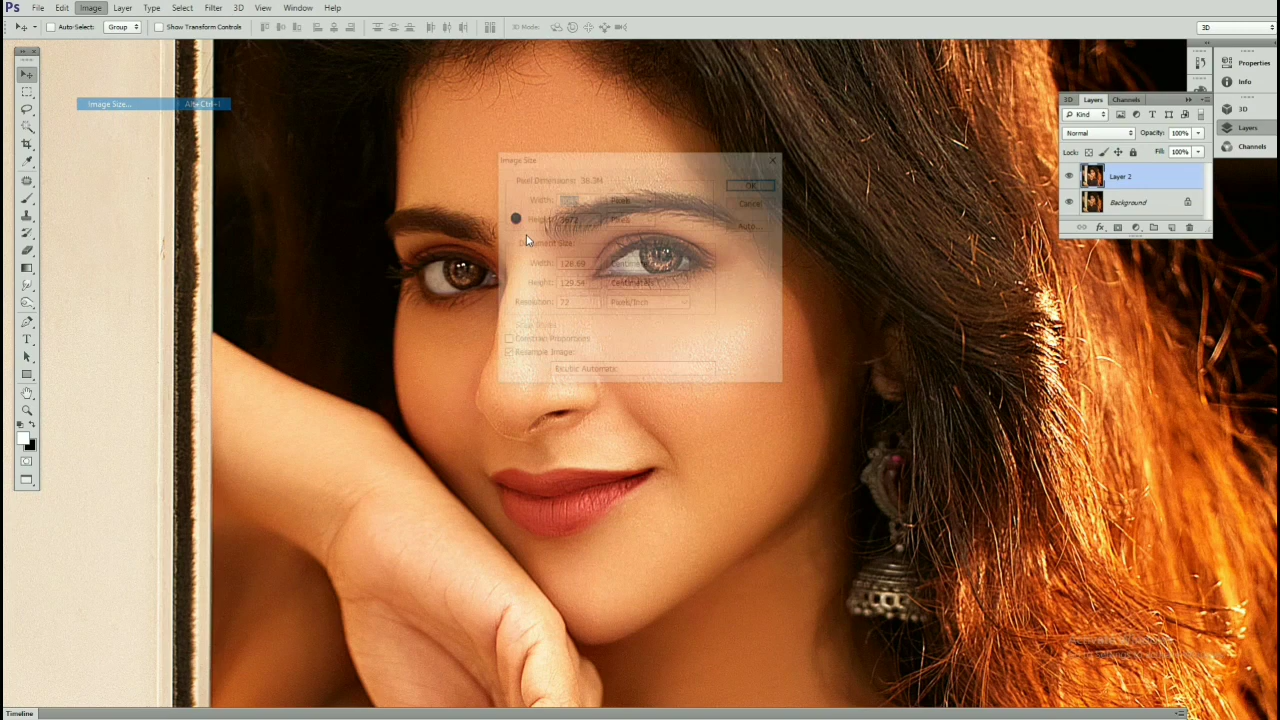 Ps File Edit Image Layer Type Select Filter 3D View Window Help
Auto-Select: Group Show Transform Controls 3D Mode: 3D
Image Size... Alt+Ctrl+I
Image Size
Pixel Dimensions: 38.3M
Width: Pixels OK
Height: 3672 Pixels Cancel
Auto...
Document Size:
Width: 126.69 Centimeters
Height: 129.54 Centimeters
Resolution: 72 Pixels/Inch
Scale Styles
Constrain Proportions
Resample Image:
Bicubic Automatic
Properties
Info
3D
Layers
Channels
3D Layers Channels
Kind
Normal Opacity: 100%
Lock: Fill: 100%
Layer 2
Background
Timeline